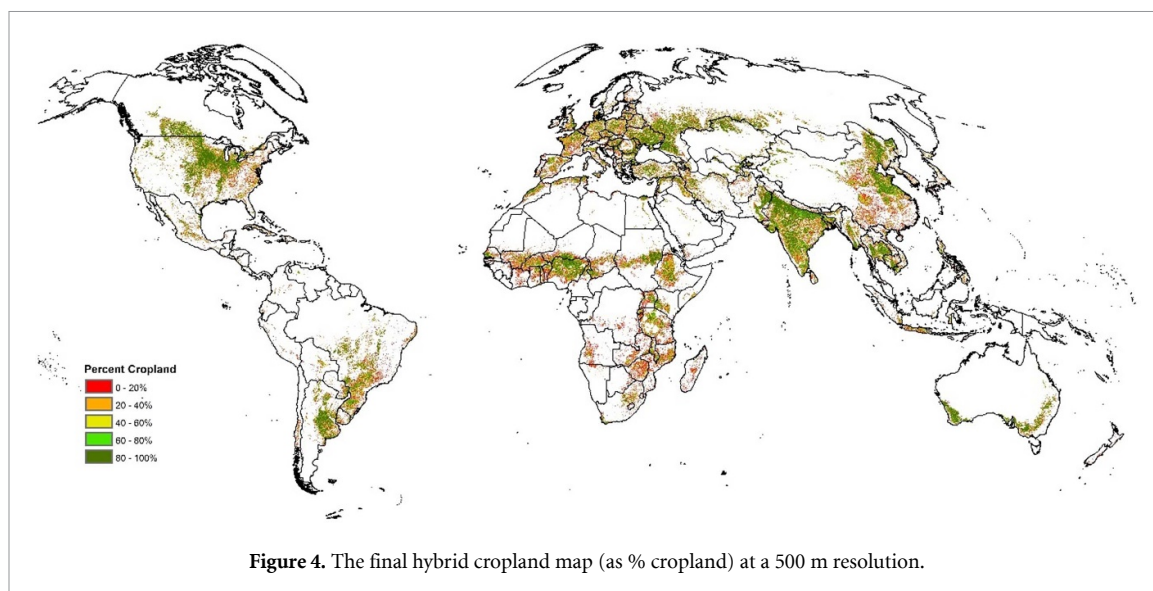 Percent Cropland
0 - 20%
20 - 40%
40 - 60%
60 - 80%
80 - 100%
Figure 4. The final hybrid cropland map (as % cropland) at a 500 m resolution.